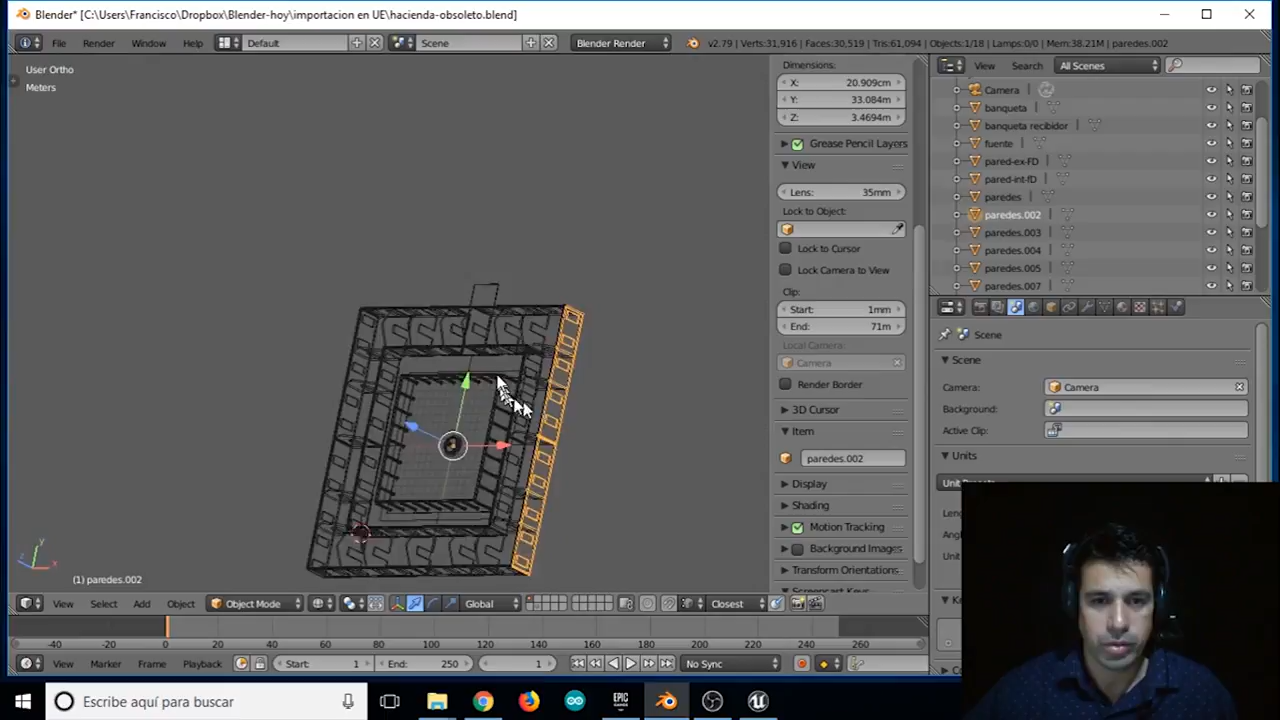 Blender* [C:\Users\Francisco\Dropbox\Blender-hoy\importacion en UE\hacienda-obsoleto.blend]
File Render Window Help Default Scene Blender Render v2.79 | Verts:31,916 | Faces:30,519 | Tris:61,094 | Objects:1/18 | Lamps:0/0 | Mem:38.21M | paredes.002
User Ortho
Meters
(1) paredes.002
Dimensions:
X: 20.909cm
Y: 33.084cm
Z: 3.4694m
Grease Pencil Layers
View
Lens: 35mm
Lock to Object:
Lock to Cursor
Lock Camera to View
Clip:
Start: 1mm
End: 71m
Local Camera:
Camera
Render Border
3D Cursor
Item
paredes.002
Display
Shading
Motion Tracking
Background Images
Transform Orientations
View Search All Scenes
Camera
banqueta
banqueta recibidor
fuente
pared-ex-FD
pared-int-fD
paredes
paredes.002
paredes.003
paredes.004
paredes.005
paredes.007
Scene
Scene
Camera: Camera
Background:
Active Clip:
Units
View Select Add Object Object Mode Global Closest
-40 -20 0 20 40 60 80 100 120 140 160 180 200 220 240 260
View Marker Frame Playback Start: 1 End: 250 1 No Sync
Escribe aquí para buscar
EPIC